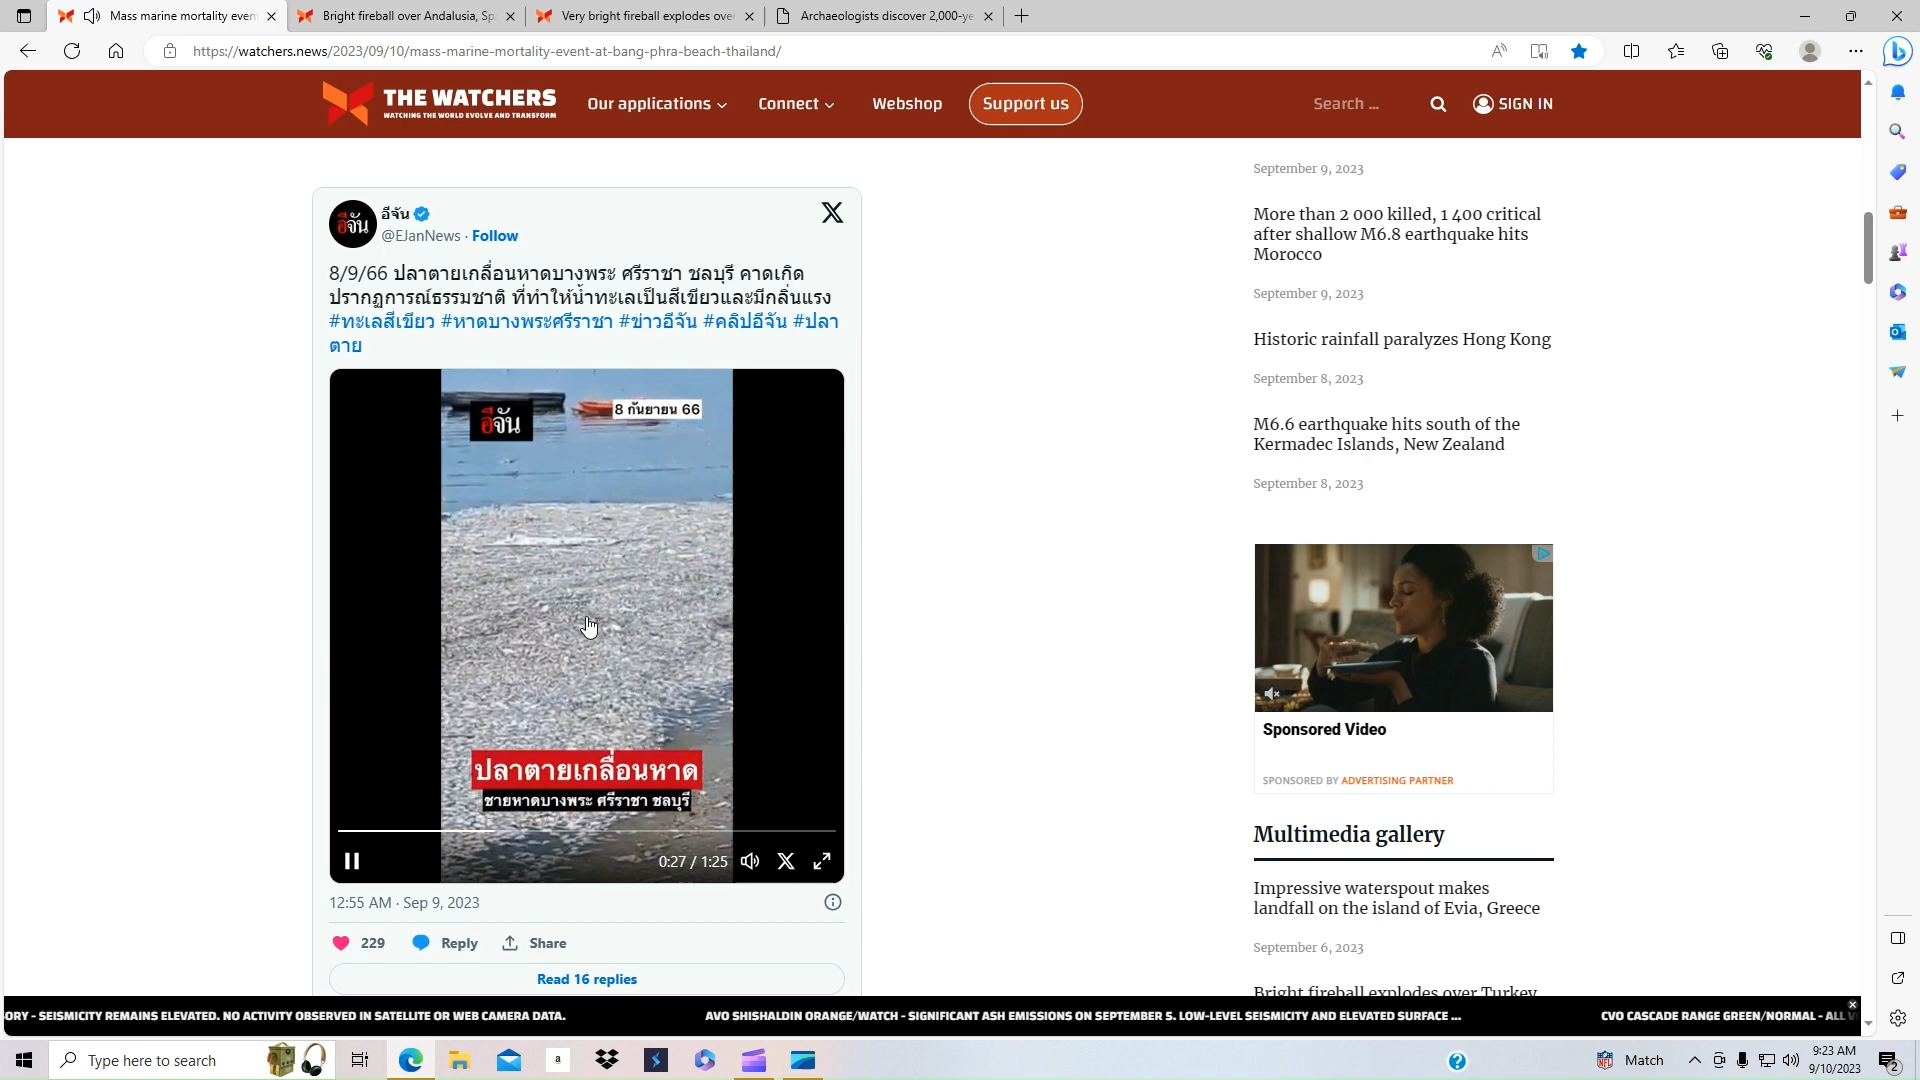 Mass marine mortality even
Bright fireball over Andalusia, Sp
Very bright fireball explodes ove
Archaeologists discover 2,000-ye
https://watchers.news/2023/09/10/mass-marine-mortality-event-at-bang-phra-beach-thailand/
THE WATCHERS
WATCHING THE WORLD EVOLVE AND TRANSFORM
Our applications
Connect
Webshop
Support us
Search ...
SIGN IN
อีจัน
@EJanNews · Follow
8/9/66 ปลาตายเกลื่อนหาดบางพระ ศรีราชา ชลบุรี คาดเกิด
ปรากฏการณ์ธรรมชาติ ที่ทำให้น้ำทะเลเป็นสีเขียวและมีกลิ่นแรง
#ทะเลสีเขียว #หาดบางพระศรีราชา #ข่าวอีจัน #คลิปอีจัน #ปลา
ตาย
อีจัน
8 กันยายน 66
ปลาตายเกลื่อนหาด
ชายหาดบางพระ ศรีราชา ชลบุรี
0:27 / 1:25
12:55 AM · Sep 9, 2023
229
Reply
Share
Read 16 replies
September 9, 2023
More than 2 000 killed, 1 400 critical
after shallow M6.8 earthquake hits
Morocco
September 9, 2023
Historic rainfall paralyzes Hong Kong
September 8, 2023
M6.6 earthquake hits south of the
Kermadec Islands, New Zealand
September 8, 2023
Sponsored Video
SPONSORED BY ADVERTISING PARTNER
Multimedia gallery
Impressive waterspout makes
landfall on the island of Evia, Greece
September 6, 2023
Bright fireball explodes over Turkey
ORY - SEISMICITY REMAINS ELEVATED. NO ACTIVITY OBSERVED IN SATELLITE OR WEB CAMERA DATA.
AVO SHISHALDIN ORANGE/WATCH - SIGNIFICANT ASH EMISSIONS ON SEPTEMBER 5. LOW-LEVEL SEISMICITY AND ELEVATED SURFACE ...
CVO CASCADE RANGE GREEN/NORMAL - ALL V
Type here to search
Match
9:23 AM
9/10/2023
2